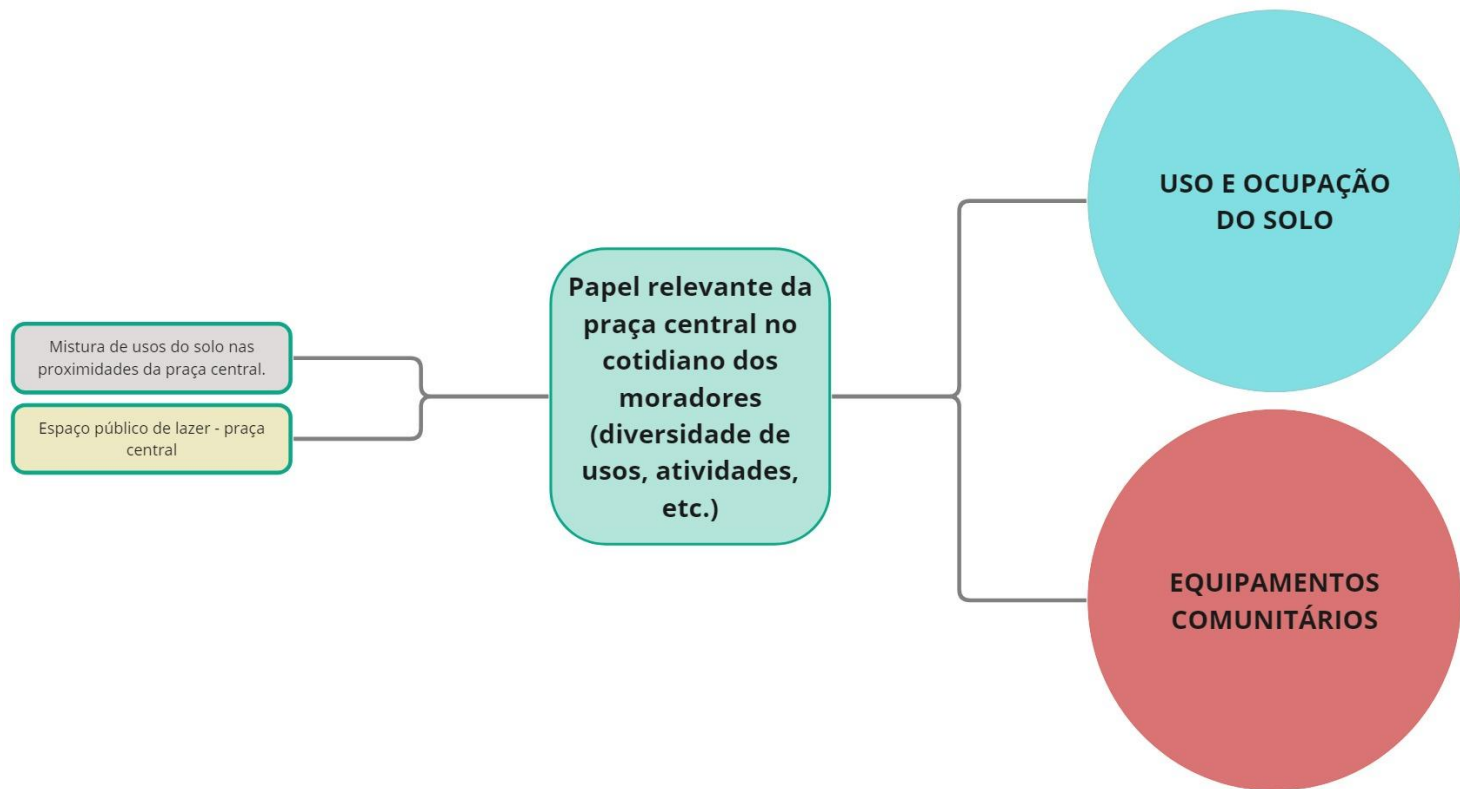 Mistura de usos do solo nas
proximidades da praça central.
Espaço público de lazer - praça
central
Papel relevante da
praça central no
cotidiano dos
moradores
(diversidade de
usos, atividades,
etc.)
USO E OCUPAÇÃO
DO SOLO
EQUIPAMENTOS
COMUNITÁRIOS